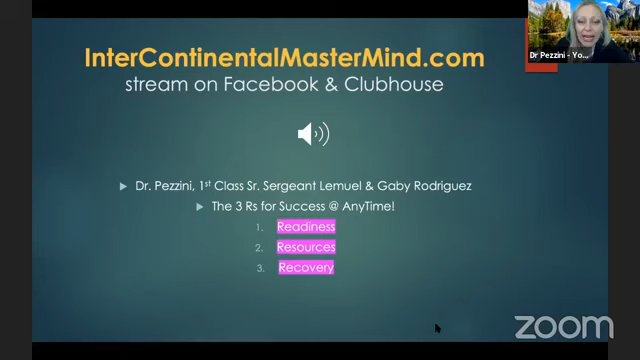 InterContinentalMasterMind.com
stream on Facebook & Clubhouse
Dr Pezzini - Yo...
Dr. Pezzini, 1st Class Sr. Sergeant Lemuel & Gaby Rodriguez
The 3 Rs for Success @ AnyTime!
1. Readiness
2. Resources
3. Recovery
zoom